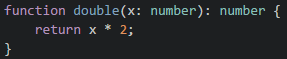 function double(x: number): number {
    return x * 2;
}